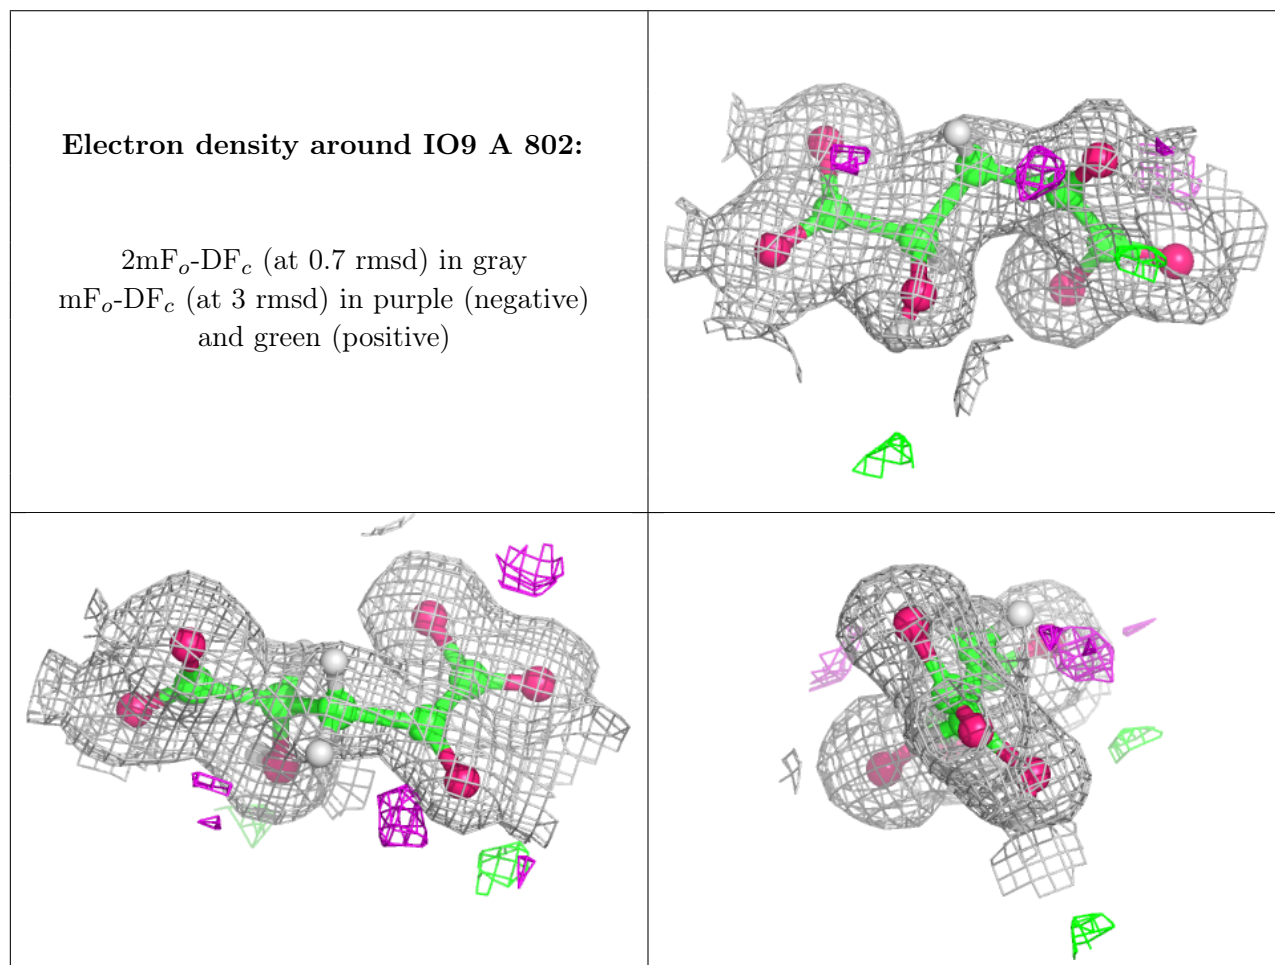 Electron density around IO9 A 802:
2mFo-DFc (at 0.7 rmsd) in gray
mFo-DFc (at 3 rmsd) in purple (negative)
and green (positive)